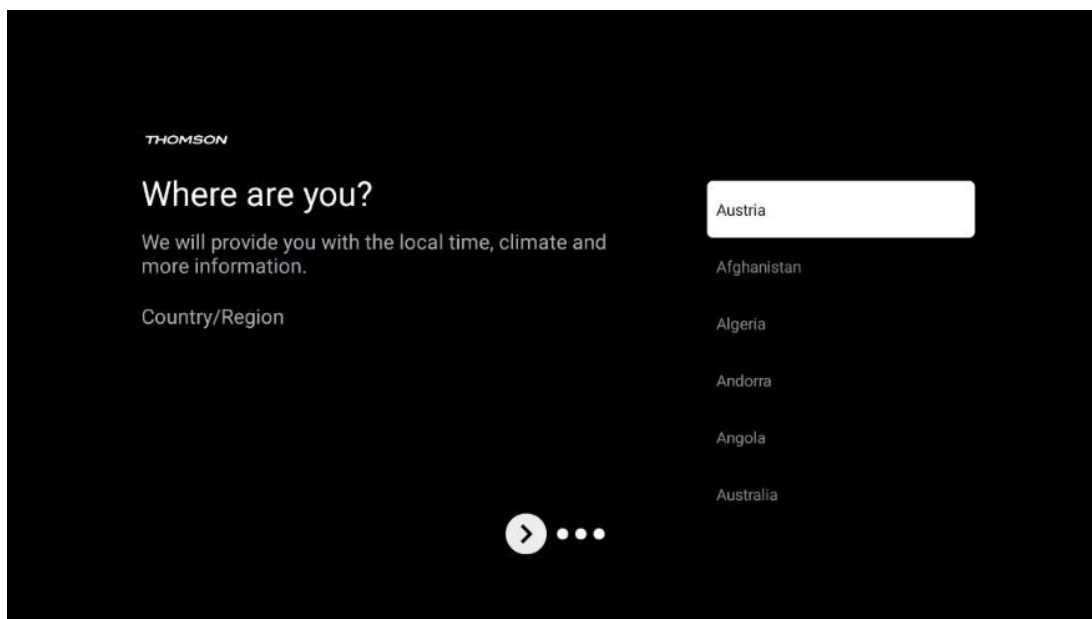 THOMSON
Where are you?
We will provide you with the local time, climate and
more information.
Country/Region
Austria
Afghanistan
Algeria
Andorra
Angola
Australia